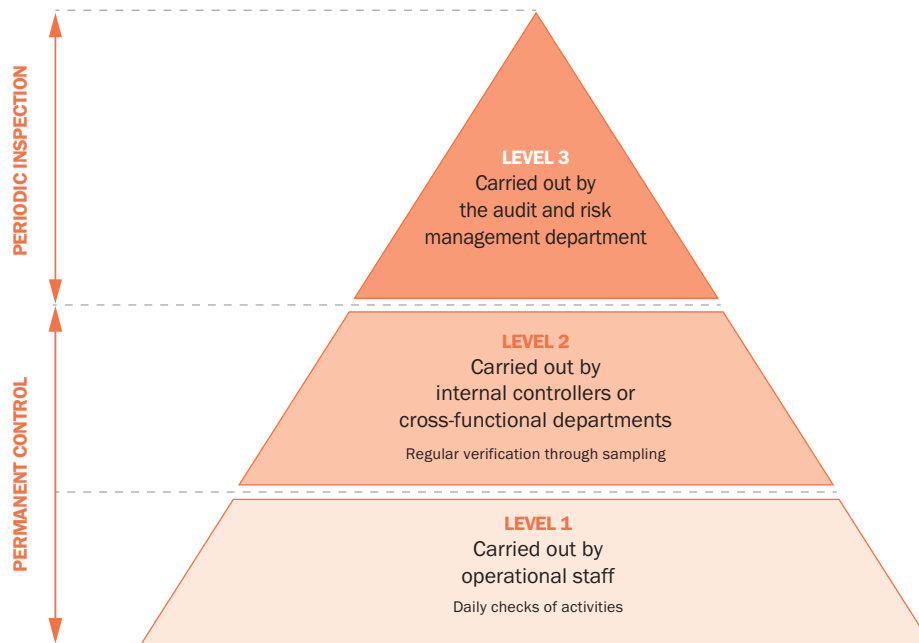 PERIODIC INSPECTION
LEVEL 3
Carried out by
the audit and risk
management department
PERMANENT CONTROL
LEVEL 2
Carried out by
internal controllers or
cross-functional departments
Regular verification through sampling
LEVEL 1
Carried out by
operational staff
Daily checks of activities